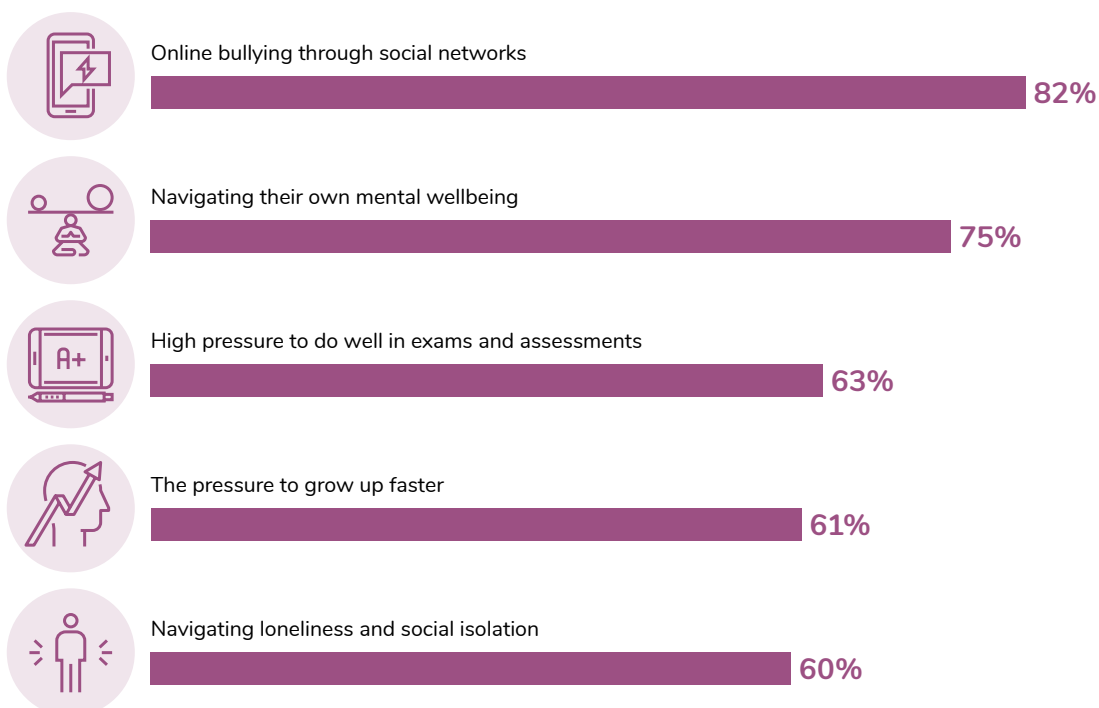 Online bullying through social networks
82%
Navigating their own mental wellbeing
75%
High pressure to do well in exams and assessments
A+
63%
The pressure to grow up faster
61%
Navigating loneliness and social isolation
60%